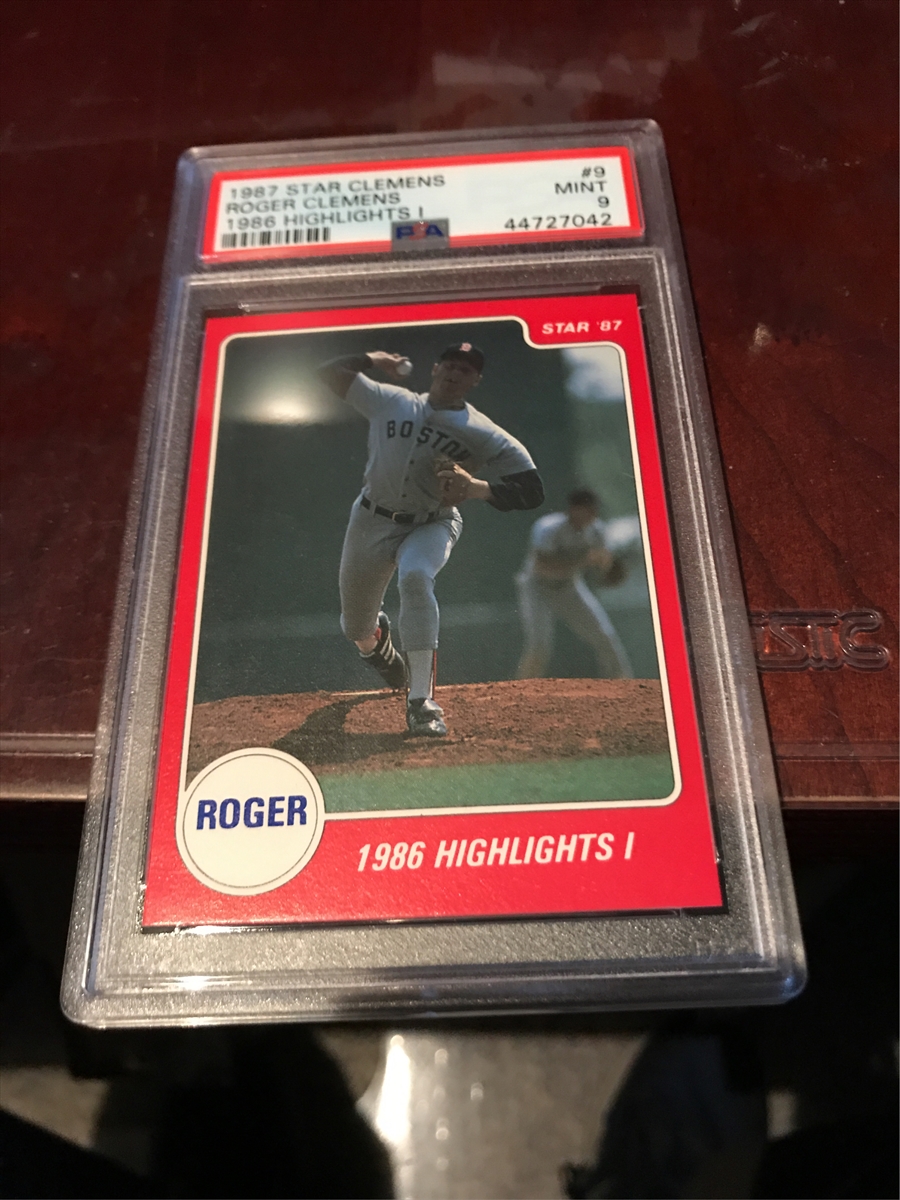 1987 STAR CLEMENS #9
ROGER CLEMENS MINT
1986 HIGHLIGHTS I 9
PSA 44727042
STAR '87
B
BOSTON
ROGER
1986 HIGHLIGHTS I